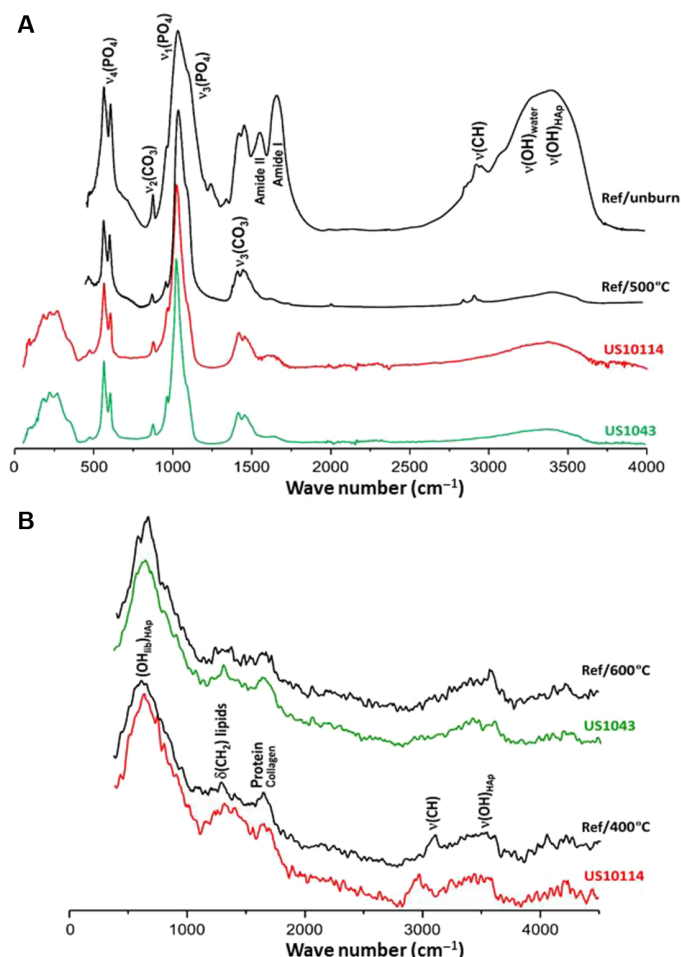 A
ν4(PO4)
ν2(CO3)
ν1(PO4)
ν3(PO4)
ν3(CO3)
Amide II
Amide I
ν(CH)
ν(OH)water
ν(OH)HAp
Ref/unburn
Ref/500°C
US10114
US1043
0 500 1000 1500 2000 2500 3000 3500 4000
Wave number (cm−1)
B
(OHlib)HAp
δ(CH2) lipids
Protein
Collagen
ν(CH)
ν(OH)HAp
Ref/600°C
US1043
Ref/400°C
US10114
0 1000 2000 3000 4000
Wave number (cm−1)